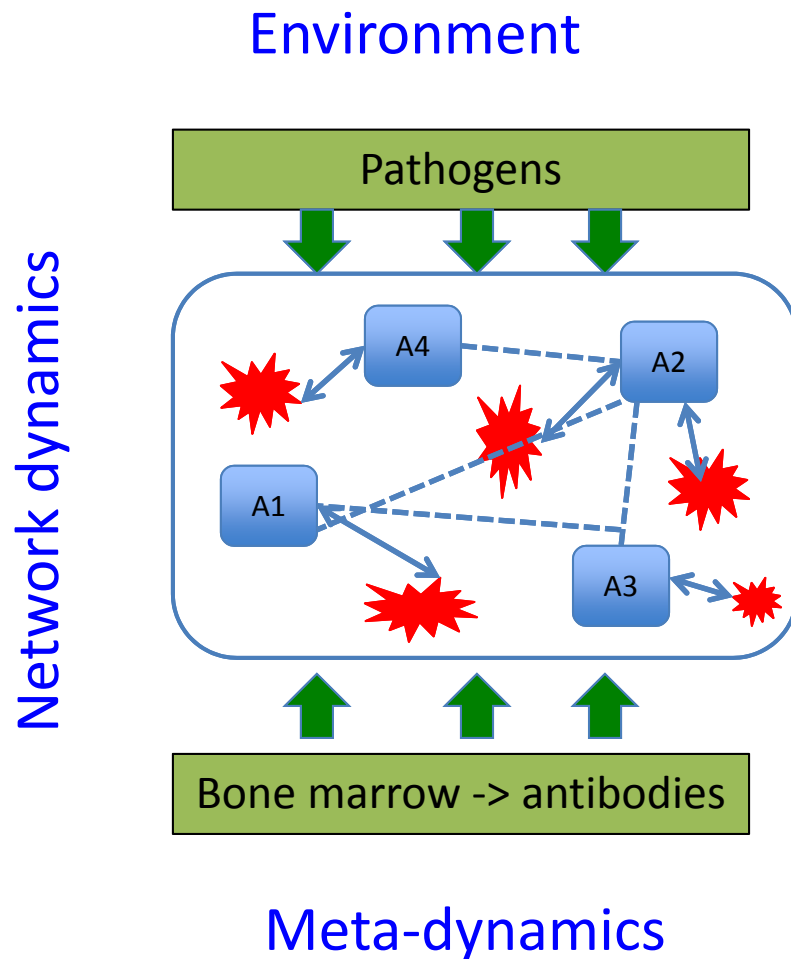 Environment
Pathogens
Network dynamics
A4
A2
A1
A3
Bone marrow -> antibodies
Meta-dynamics